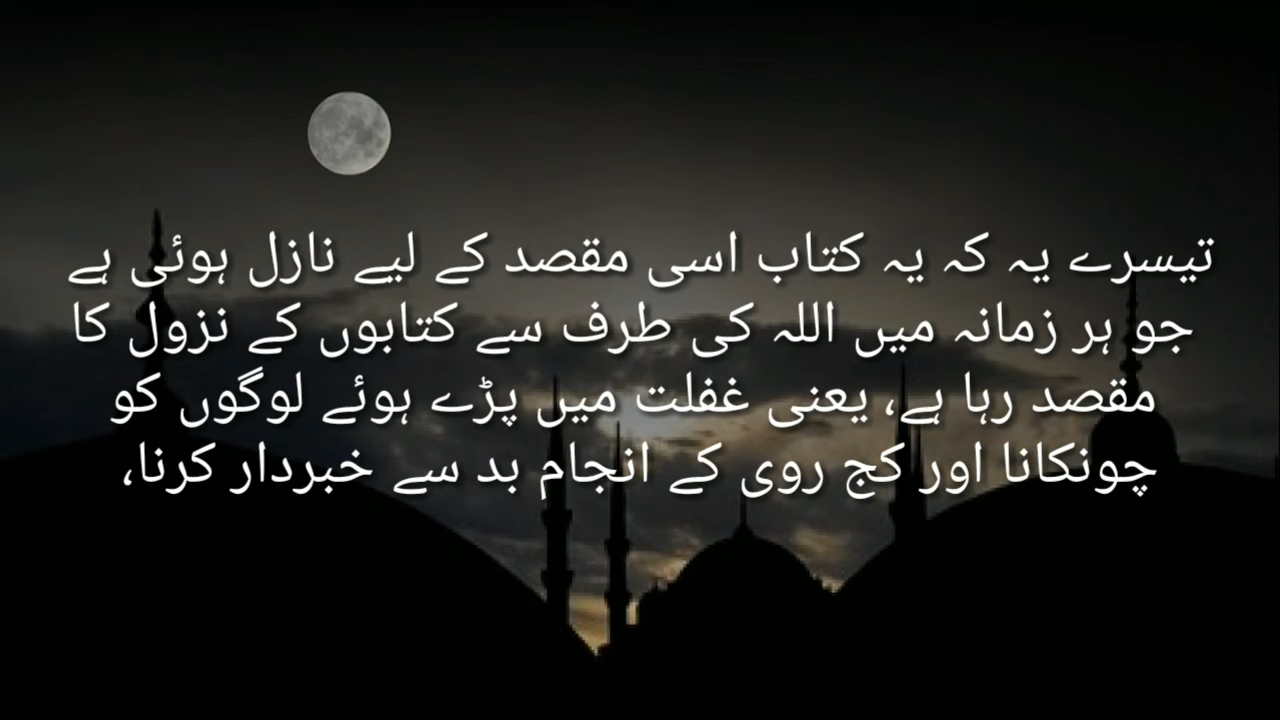 تیسرے یہ کہ یہ کتاب اسی مقصد کے لیے نازل ہوئی ہے
جو ہر زمانہ میں اللہ کی طرف سے کتابوں کے نزول کا
مقصد رہا ہے، یعنی غفلت میں پڑے ہوئے لوگوں کو
چونکانا اور کج روی کے انجام بد سے خبردار کرنا،